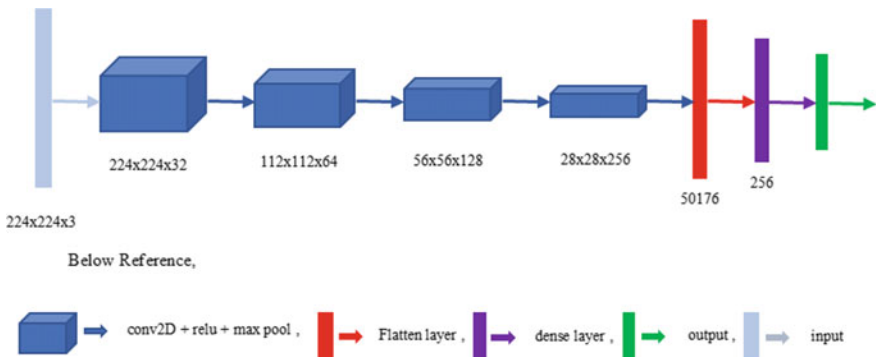 224x224x32
112x112x64
56x56x128
28x28x256
50176
256
224x224x3
Below Reference,
conv2D + relu + max pool ,
Flatten layer ,
dense layer ,
output ,
input